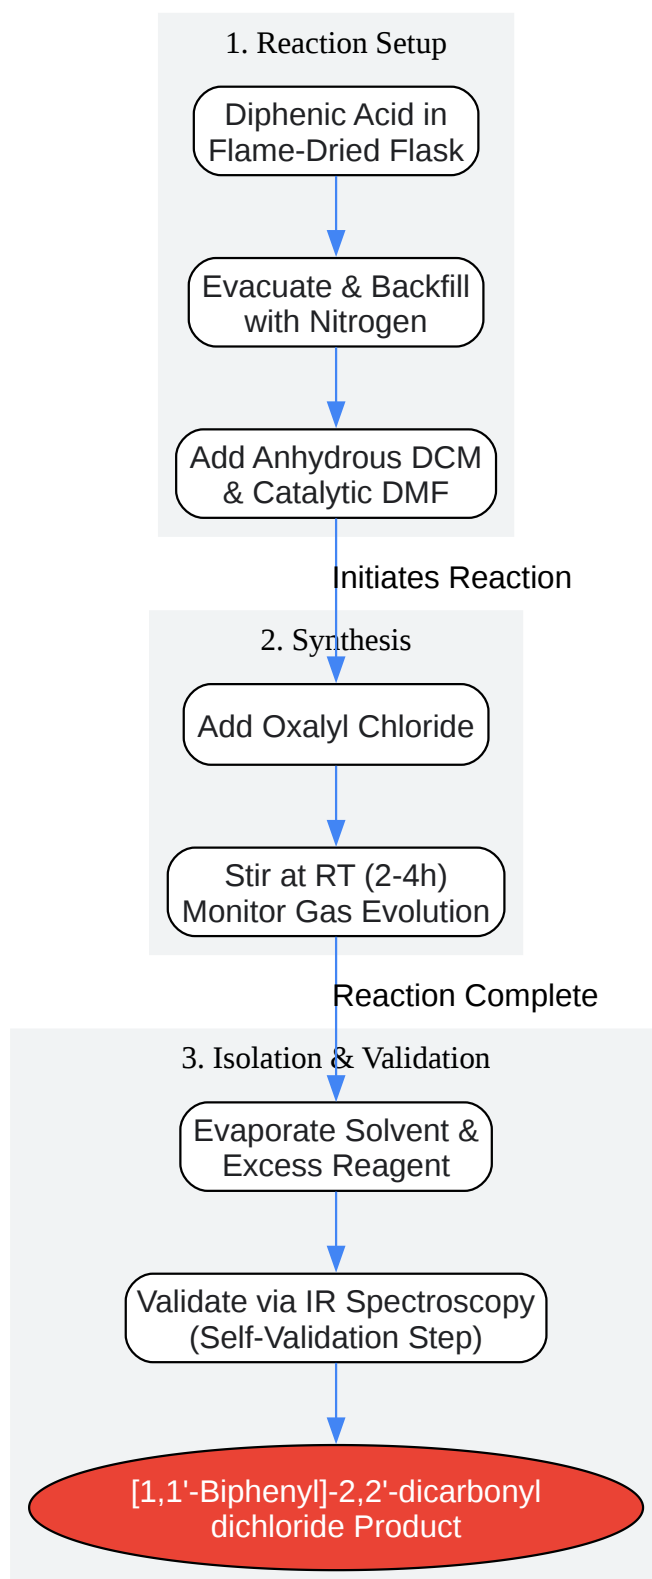 1. Reaction Setup
Diphenic Acid in
Flame-Dried Flask
Evacuate & Backfill
with Nitrogen
Add Anhydrous DCM
& Catalytic DMF
Initiates Reaction
2. Synthesis
Add Oxalyl Chloride
Stir at RT (2-4h)
Monitor Gas Evolution
Reaction Complete
3. Isolation & Validation
Evaporate Solvent &
Excess Reagent
Validate via IR Spectroscopy
(Self-Validation Step)
[1,1'-Biphenyl]-2,2'-dicarbonyl
dichloride Product